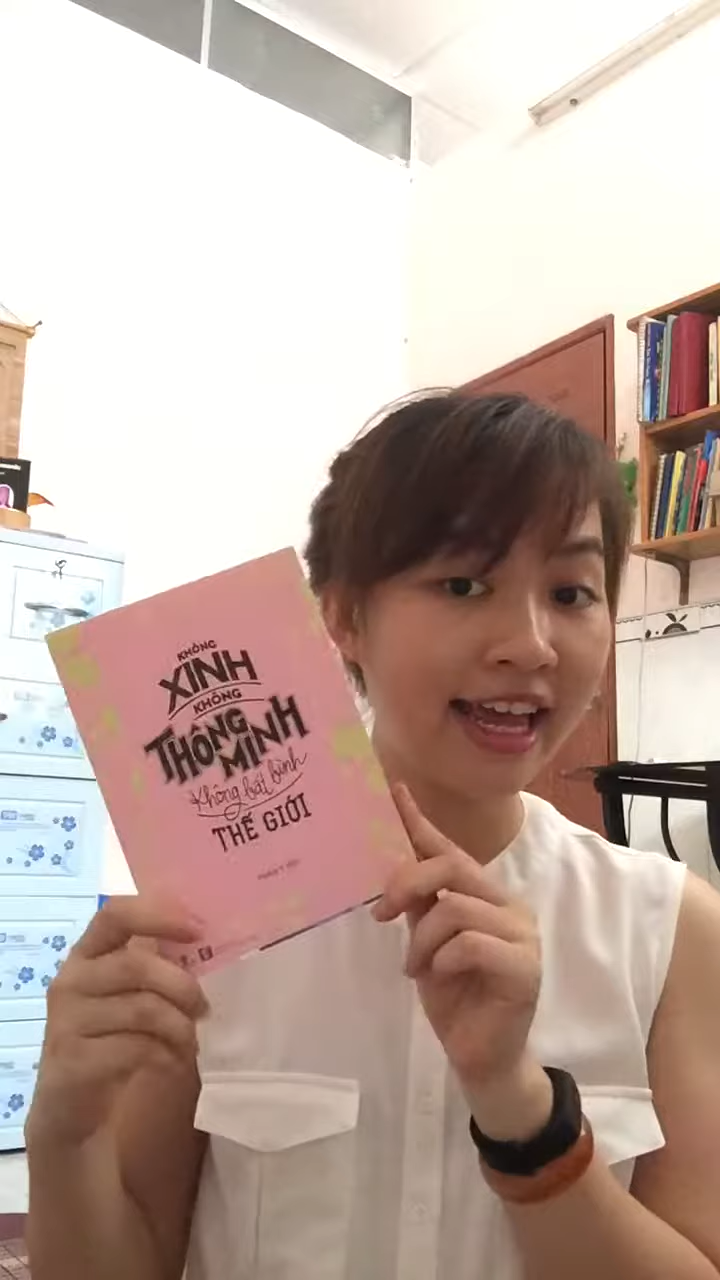 KHÔNG
XINH
KHÔNG
THÔNG
MINH
Không bất bình
THẾ GIỚI